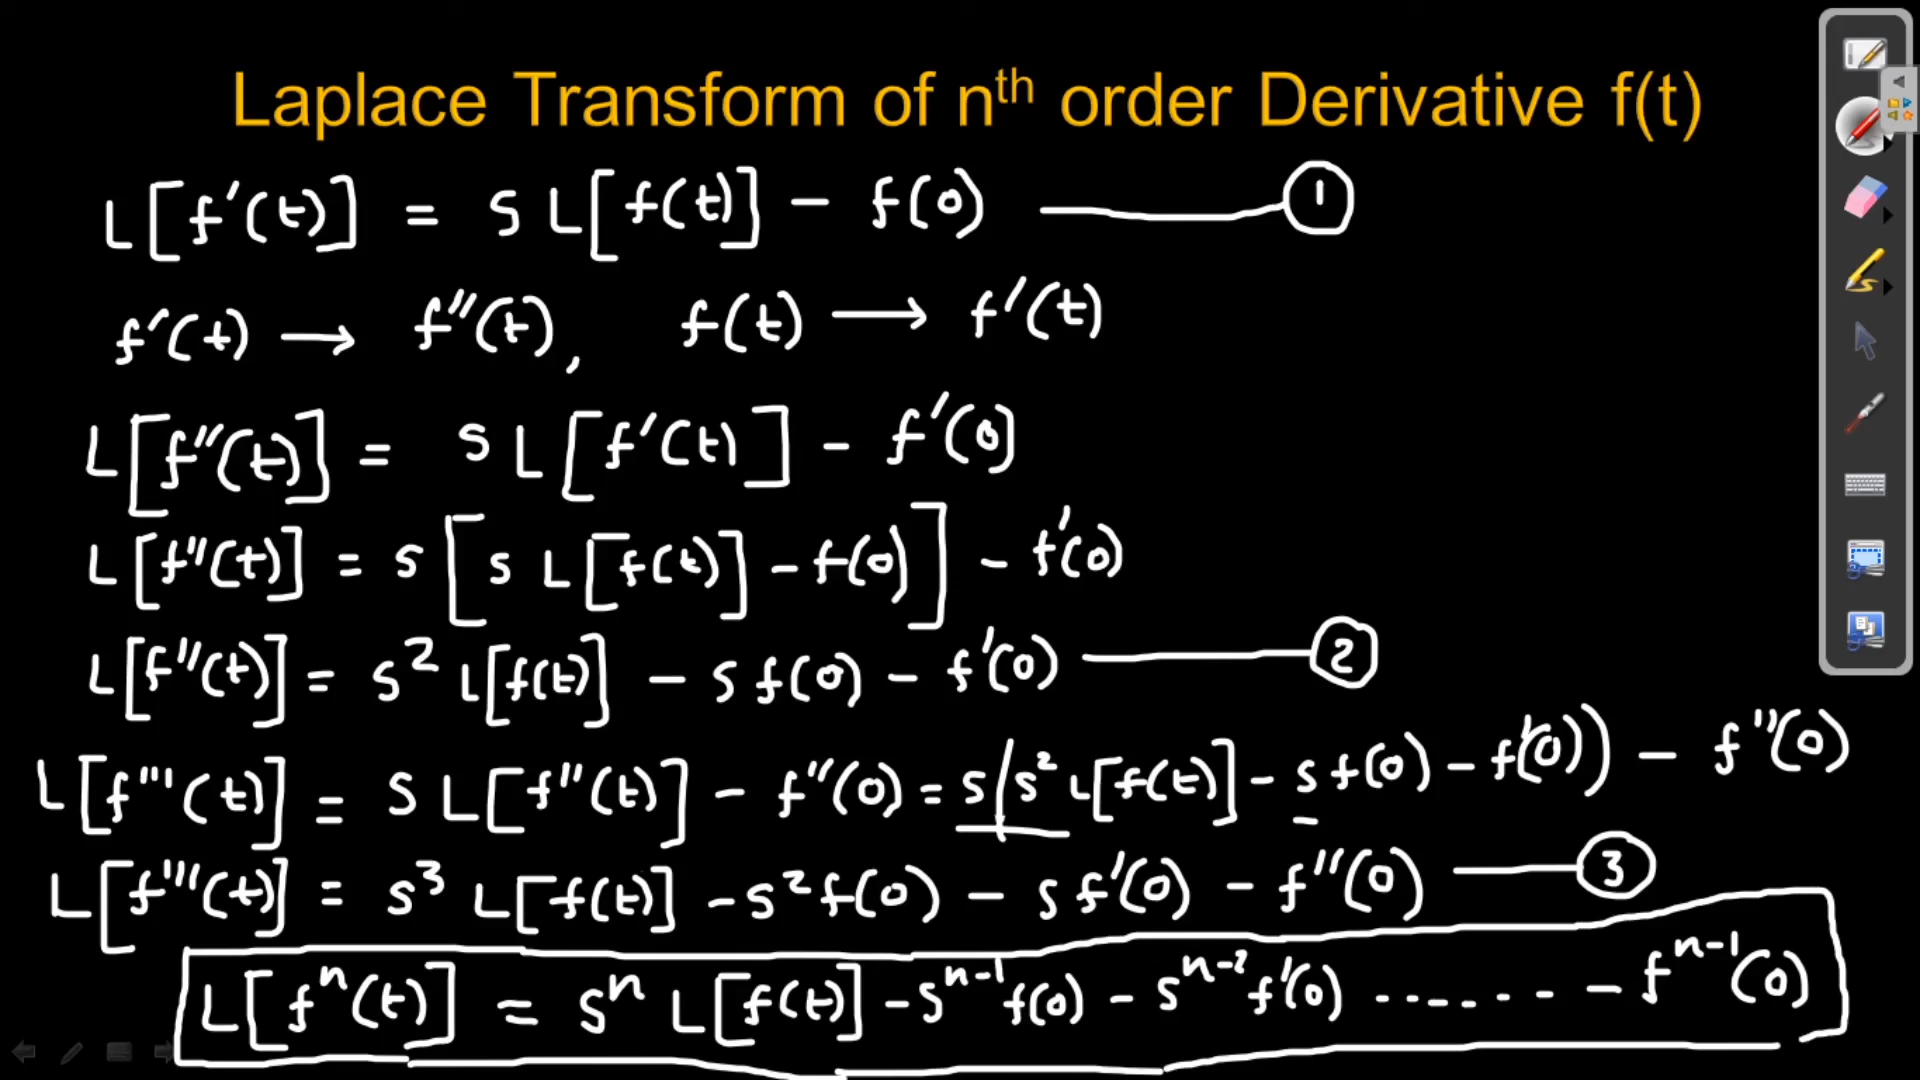 Laplace Transform of nᵗʰ order Derivative f(t)
L[f'(t)] = S L[f(t)] - f(0) ——— ①
f'(t) → f''(t), f(t) → f'(t)
L[f''(t)] = S L[f'(t)] - f'(0)
L[f''(t)] = S [S L[f(t)] - f(0)] - f'(0)
L[f''(t)] = S² L[f(t)] - S f(0) - f'(0) ——— ②
L[f'''(t)] = S L[f''(t)] - f''(0) = S(S² L[f(t)] - S f(0) - f'(0)) - f''(0)
L[f'''(t)] = S³ L[f(t)] - S² f(0) - S f'(0) - f''(0) ——— ③
L[fⁿ(t)] = Sⁿ L[f(t)] - Sⁿ⁻¹ f(0) - Sⁿ⁻² f'(0) ------- - fⁿ⁻¹(0)